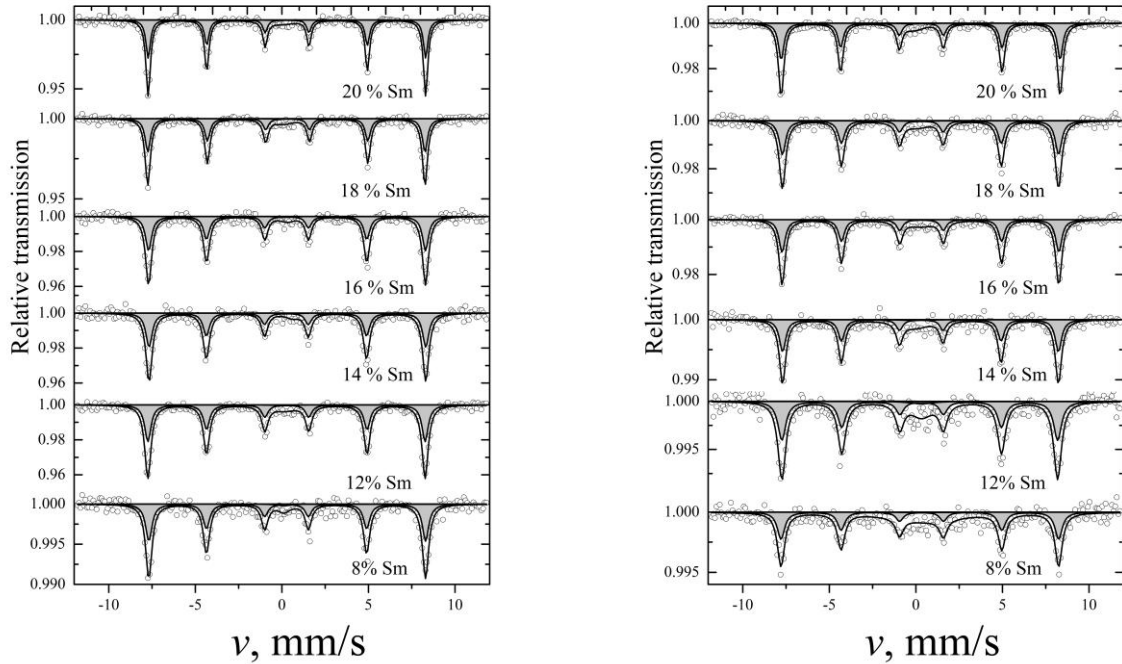 Relative transmission
1.00
0.95
20 % Sm
1.00
0.95
18 % Sm
1.00
0.98
0.96
16 % Sm
1.00
0.98
0.96
14 % Sm
1.00
0.98
0.96
12% Sm
1.000
0.995
0.990
8% Sm
-10 -5 0 5 10
v, mm/s
Relative transmission
1.00
0.98
20 % Sm
1.00
0.98
18 % Sm
1.00
0.98
16 % Sm
1.00
0.99
14 % Sm
1.000
0.995
12% Sm
1.000
0.995
8% Sm
-10 -5 0 5 10
v, mm/s